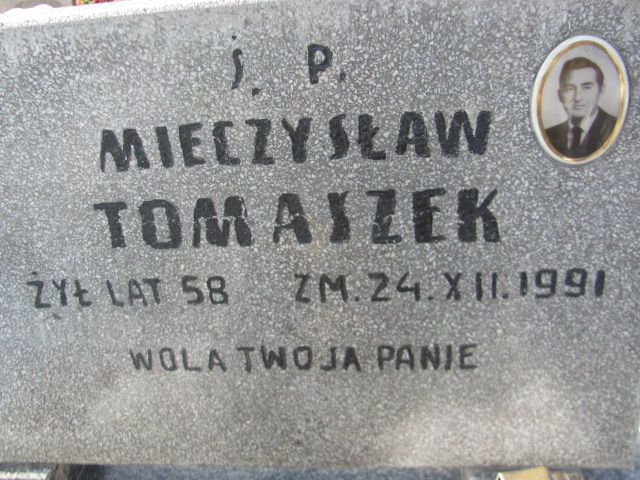 Ś. P.
MIECZYSŁAW
TOMASZEK
ŻYŁ LAT 58 ZM. 24. XII. 1991
WOLA TWOJA PANIE